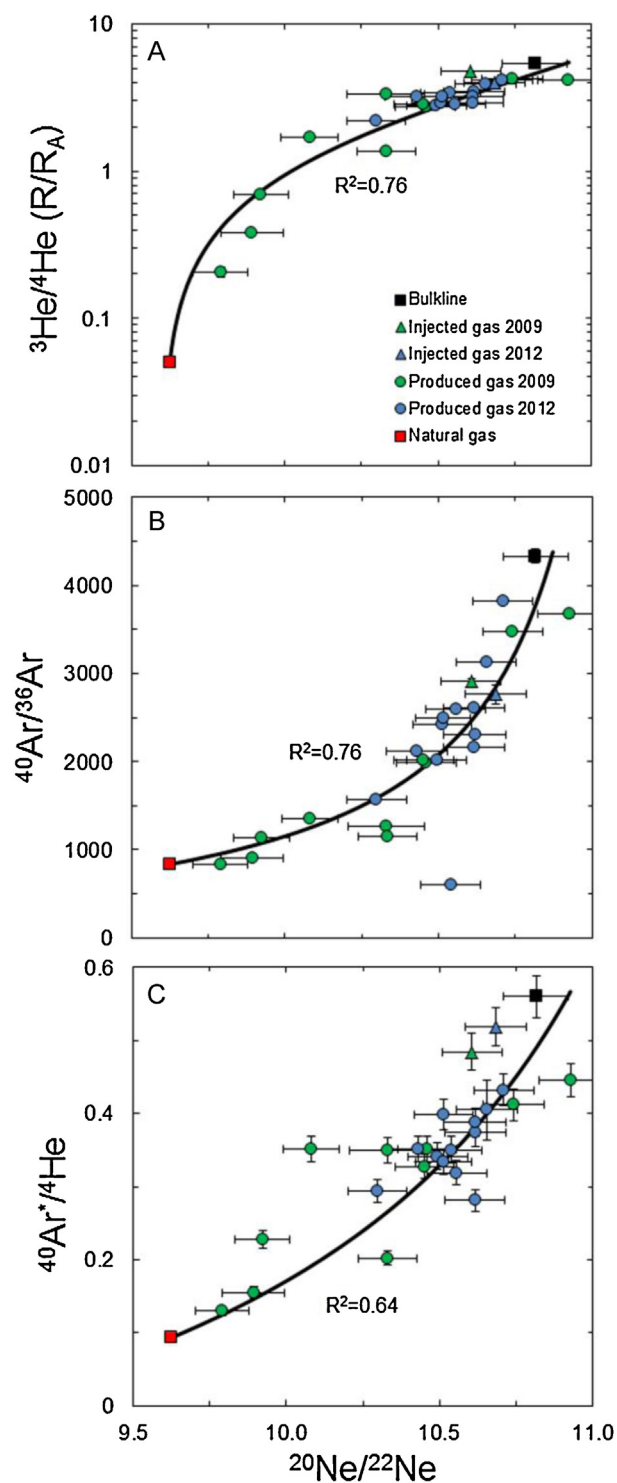 A
10
1
0.1
0.01
³He/⁴He (R/R_A)
R²=0.76
Bulkline
Injected gas 2009
Injected gas 2012
Produced gas 2009
Produced gas 2012
Natural gas
B
5000
4000
3000
2000
1000
0
⁴⁰Ar/³⁶Ar
R²=0.76
C
0.6
0.4
0.2
0
⁴⁰Ar*/⁴He
R²=0.64
9.5 10.0 10.5 11.0
²⁰Ne/²²Ne